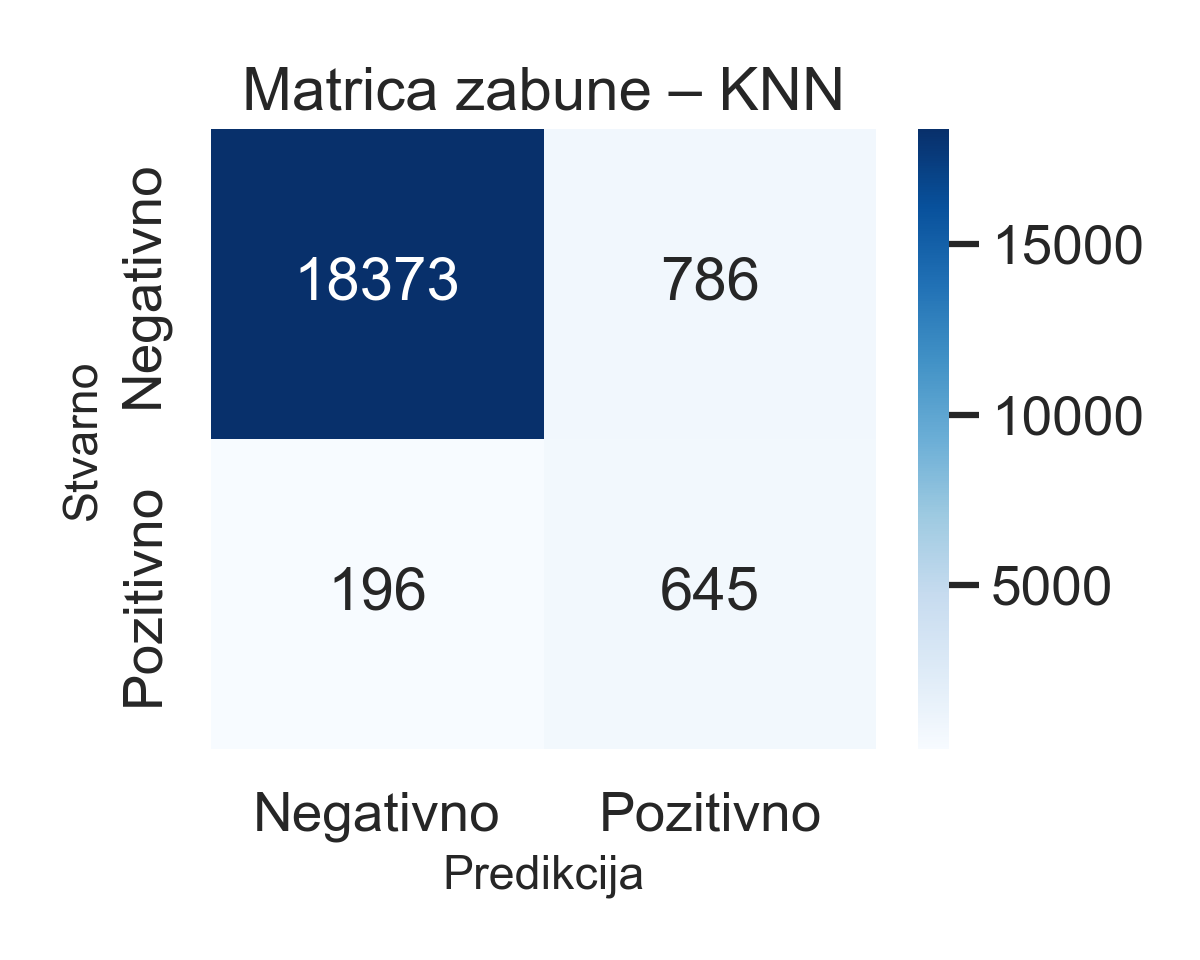 Matrica zabune – KNN
Stvarno
Negativno
18373
786
15000
10000
Pozitivno
196
645
5000
Negativno
Pozitivno
Predikcija